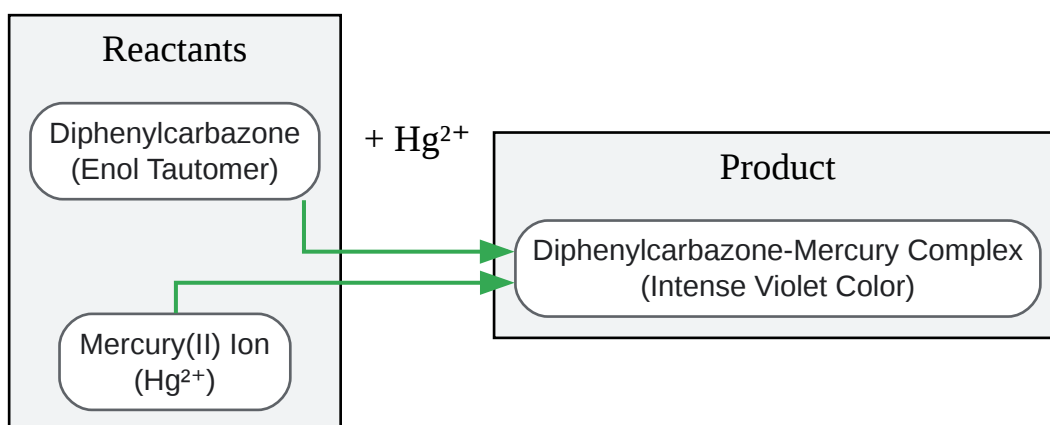 Reactants
Diphenylcarbazone
(Enol Tautomer)
Mercury(II) Ion
(Hg²⁺)
+ Hg²⁺
Product
Diphenylcarbazone-Mercury Complex
(Intense Violet Color)